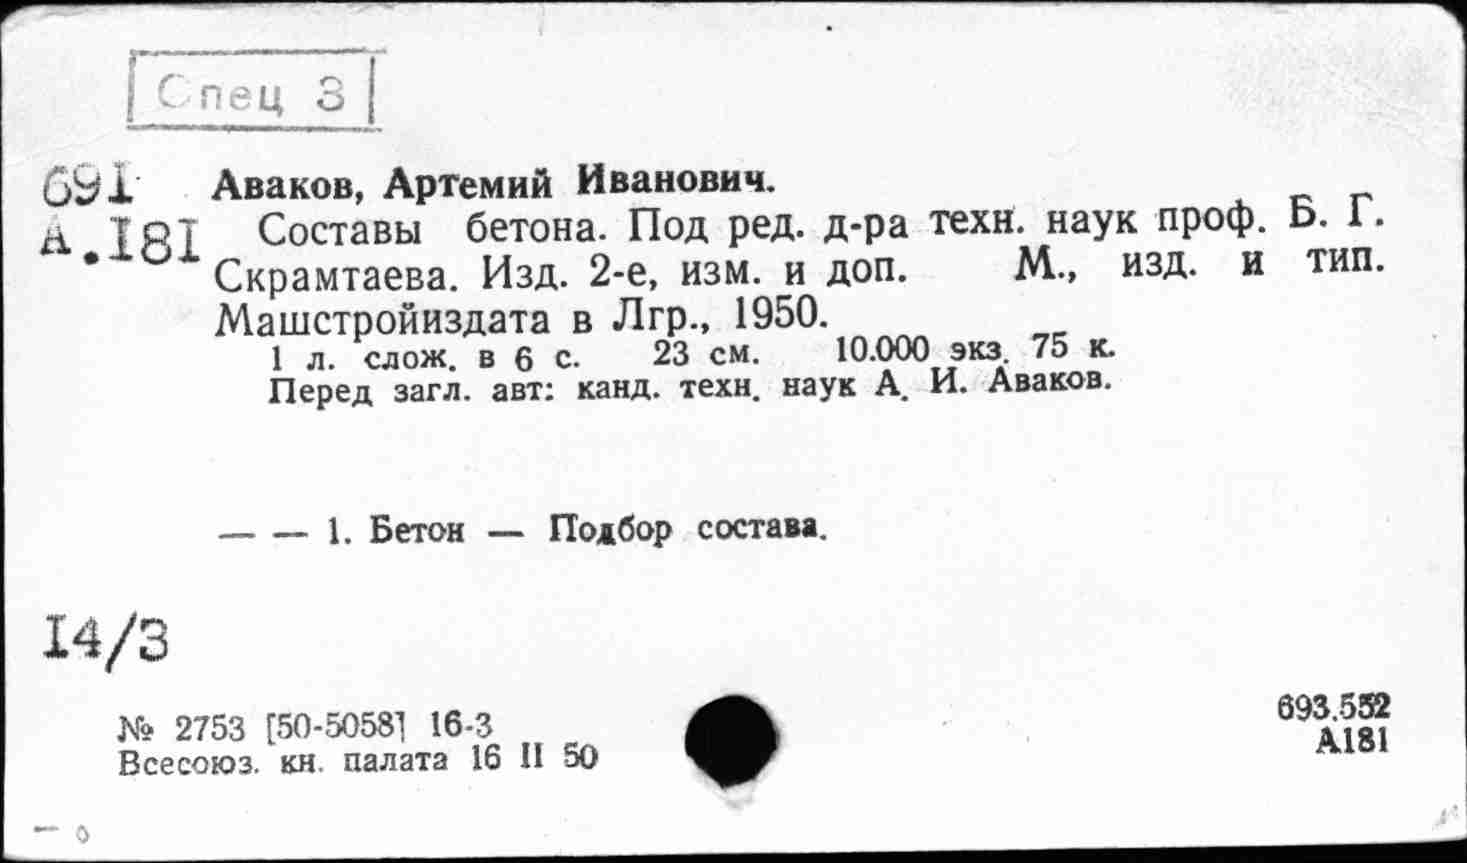 Спец 3
691 Аваков, Артемий Иванович.
А.I8I Составы бетона. Под ред. д-ра техн. наук проф. Б. Г.
Скрамтаева. Изд. 2-е, изм. и доп. М., изд. и тип.
Машстройиздата в Лгр., 1950.
1 л. слож. в 6 с. 23 см. 10.000 экз. 75 к.
Перед загл. авт: канд. техн. наук А. И. Аваков.
— — 1. Бетон — Подбор состава.
I4/3
693.552
№ 2753 [50-5058] 16-3
А181
Всесоюз. кн. палата 16 II 50